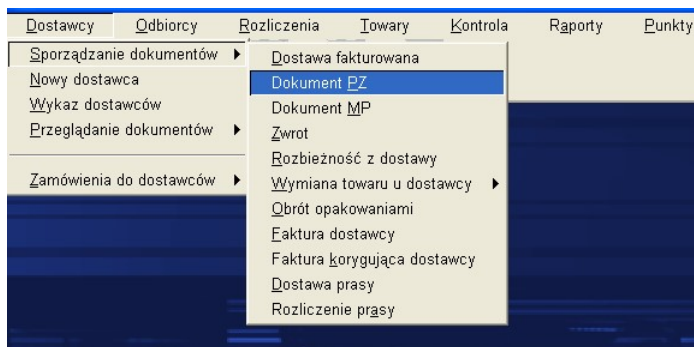 Dostawcy Odbiorcy Rozliczenia Towary Kontrola Raporty Punkty
Sporządzanie dokumentów
Nowy dostawca
Wykaz dostawców
Przeglądanie dokumentów
Zamówienia do dostawców
Dostawa fakturowana
Dokument PZ
Dokument MP
Zwrot
Rozbieżność z dostawy
Wymiana towaru u dostawcy
Obrót opakowaniami
Faktura dostawcy
Faktura korygująca dostawcy
Dostawa prasy
Rozliczenie prasy